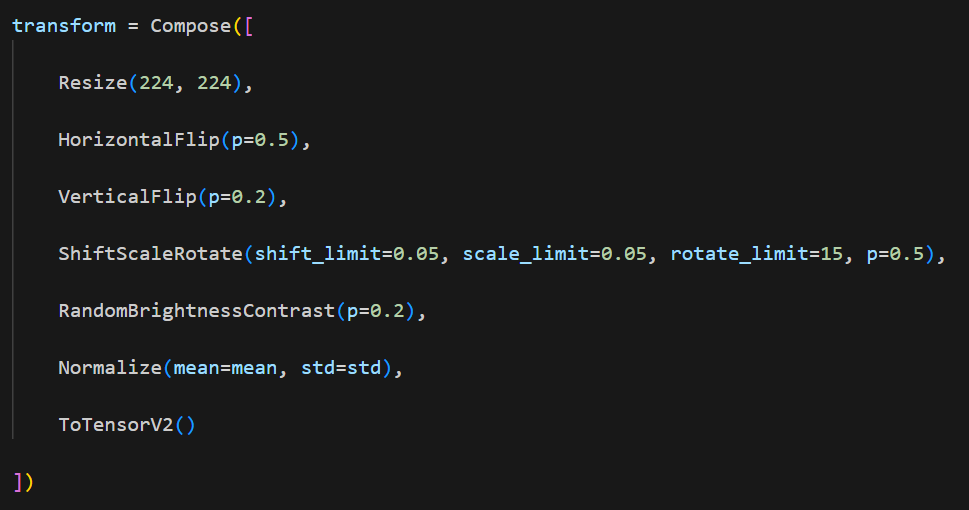 transform = Compose([
Resize(224, 224),
HorizontalFlip(p=0.5),
VerticalFlip(p=0.2),
ShiftScaleRotate(shift_limit=0.05, scale_limit=0.05, rotate_limit=15, p=0.5),
RandomBrightnessContrast(p=0.2),
Normalize(mean=mean, std=std),
ToTensorV2()
])